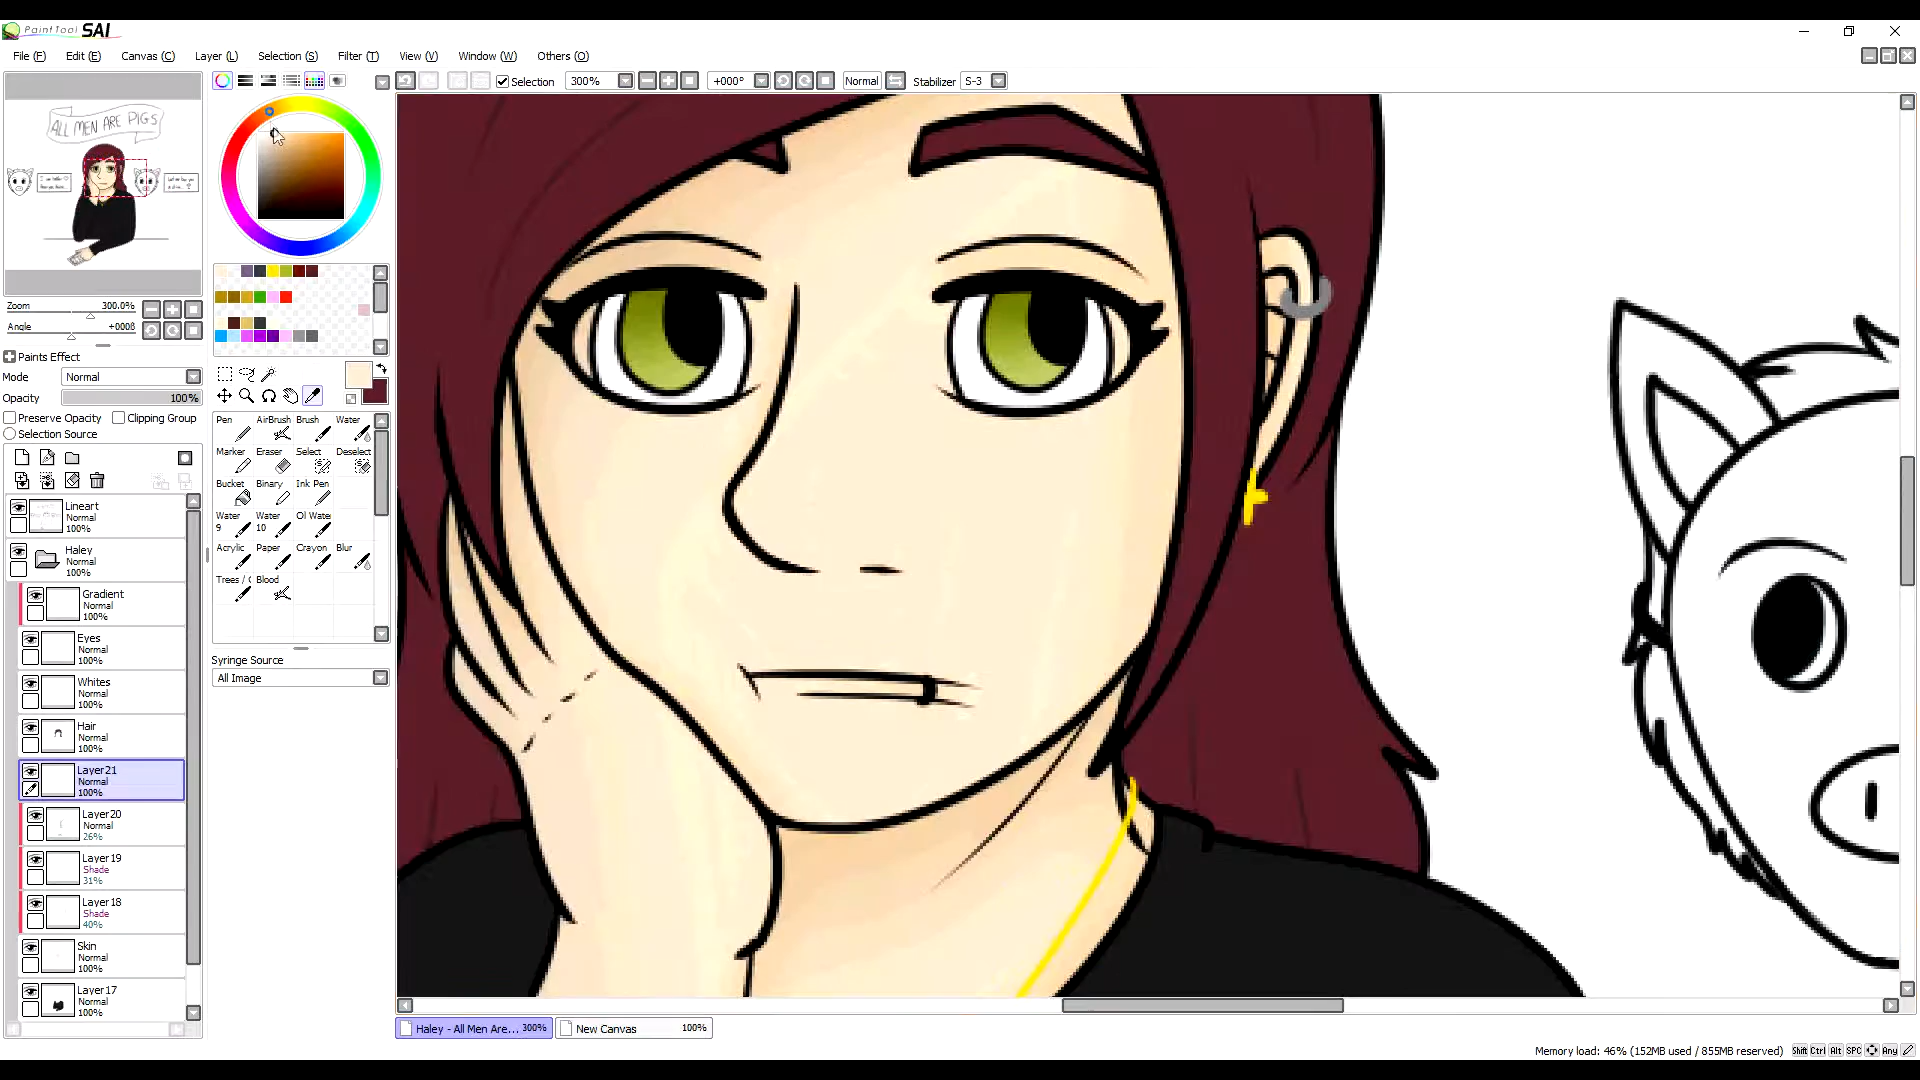 PaintTool SAI
File (F) Edit (E) Canvas (C) Layer (L) Selection (S) Filter (T) View (V) Window (W) Others (O)
Selection 300% +000° Normal Stabilizer S-3
ALL MEN ARE PIGS
Zoom 300.0%
Angle +0008
Paints Effect
Mode Normal
Opacity 100%
Preserve Opacity Clipping Group
Selection Source
Lineart
Normal
100%
Haley
Normal
100%
Gradient
Normal
100%
Eyes
Normal
100%
Whites
Normal
100%
Hair
Normal
100%
Layer21
Normal
100%
Layer20
Normal
26%
Layer19
Shade
31%
Layer18
Shade
40%
Skin
Normal
100%
Layer17
Normal
100%
Pen AirBrush Brush Water
Marker Eraser Select Deselect
Bucket Binary Ink Pen
Water 9 Water 10 Ol Wate
Acrylic Paper Crayon Blur
Trees / ( Blood
Syringe Source
All Image
Haley - All Men Are... 300% New Canvas 100%
Memory load: 46% (152MB used / 855MB reserved) Shift Ctrl Alt SPC Any